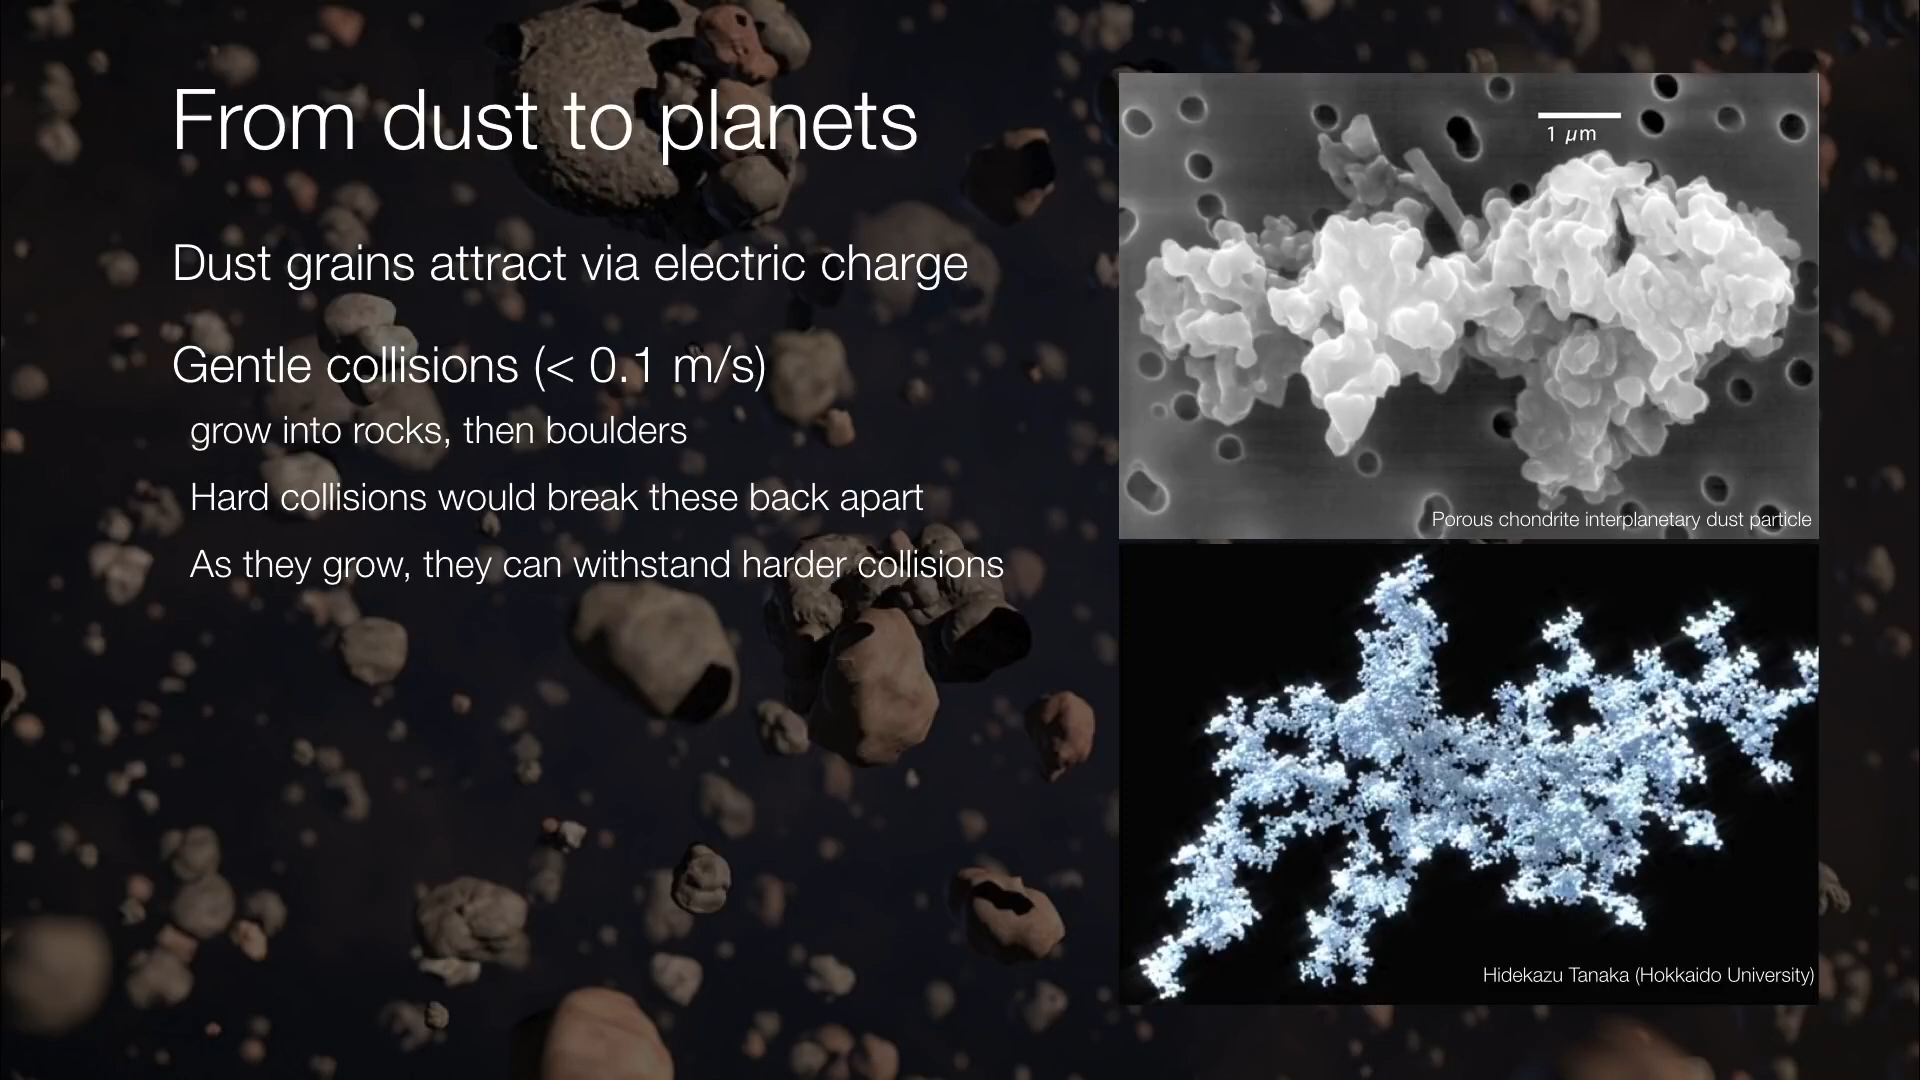 From dust to planets
Dust grains attract via electric charge
Gentle collisions (< 0.1 m/s)
grow into rocks, then boulders
Hard collisions would break these back apart
As they grow, they can withstand harder collisions
1 µm
Porous chondrite interplanetary dust particle
Hidekazu Tanaka (Hokkaido University)